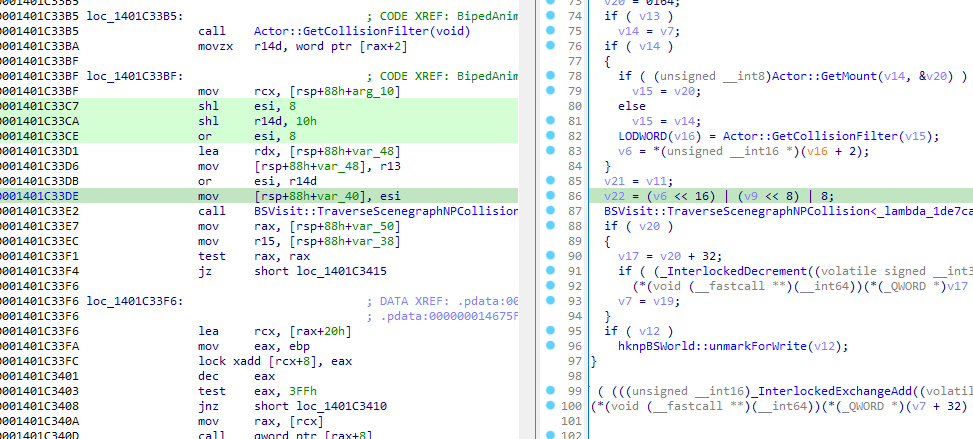 0001401C33B5
0001401C33B5 loc_1401C33B5: ; CODE XREF: BipedAnim
0001401C33B5 call Actor::GetCollisionFilter(void)
0001401C33BA movzx r14d, word ptr [rax+2]
0001401C33BF
0001401C33BF loc_1401C33BF: ; CODE XREF: BipedAnim
0001401C33BF mov rcx, [rsp+88h+arg_10]
0001401C33C7 shl esi, 8
0001401C33CA shl r14d, 10h
0001401C33CE or esi, 8
0001401C33D1 lea rdx, [rsp+88h+var_48]
0001401C33D6 mov [rsp+88h+var_48], r13
0001401C33DB or esi, r14d
0001401C33DE mov [rsp+88h+var_40], esi
0001401C33E2 call BSVisit::TraverseScenegraphNPCollision
0001401C33E7 mov rax, [rsp+88h+var_50]
0001401C33EC mov r15, [rsp+88h+var_38]
0001401C33F1 test rax, rax
0001401C33F4 jz short loc_1401C3415
0001401C33F6
0001401C33F6 loc_1401C33F6: ; DATA XREF: .pdata:00
0001401C33F6 ; .pdata:000000014675F
0001401C33F6 lea rcx, [rax+20h]
0001401C33FA mov eax, ebp
0001401C33FC lock xadd [rcx+8], eax
0001401C3401 dec eax
0001401C3403 test eax, 3FFh
0001401C3408 jnz short loc_1401C3410
0001401C340A mov rax, [rcx]
0001401C340D call qword ptr [rax+8]
73 v20 = 0i64;
74 if ( v13 )
75 v14 = v7;
76 if ( v14 )
77 {
78 if ( (unsigned __int8)Actor::GetMount(v14, &v20) )
79 v15 = v20;
80 else
81 v15 = v14;
82 LODWORD(v16) = Actor::GetCollisionFilter(v15);
83 v6 = *(unsigned __int16 *)(v16 + 2);
84 }
85 v21 = v11;
86 v22 = (v6 << 16) | (v9 << 8) | 8;
87 BSVisit::TraverseScenegraphNPCollision<_lambda_1de7ca
88 if ( v20 )
89 {
90 v17 = v20 + 32;
91 if ( (_InterlockedDecrement((volatile signed __int3
92 (*(void (__fastcall **)(__int64))(*(_QWORD *)v17
93 v7 = v19;
94 }
95 if ( v12 )
96 hknpBSWorld::unmarkForWrite(v12);
97 }
98
99 ( (((unsigned __int16)_InterlockedExchangeAdd((volati
100 (*(void (__fastcall **)(__int64))(*(_QWORD *)(v7 + 32)
101
102